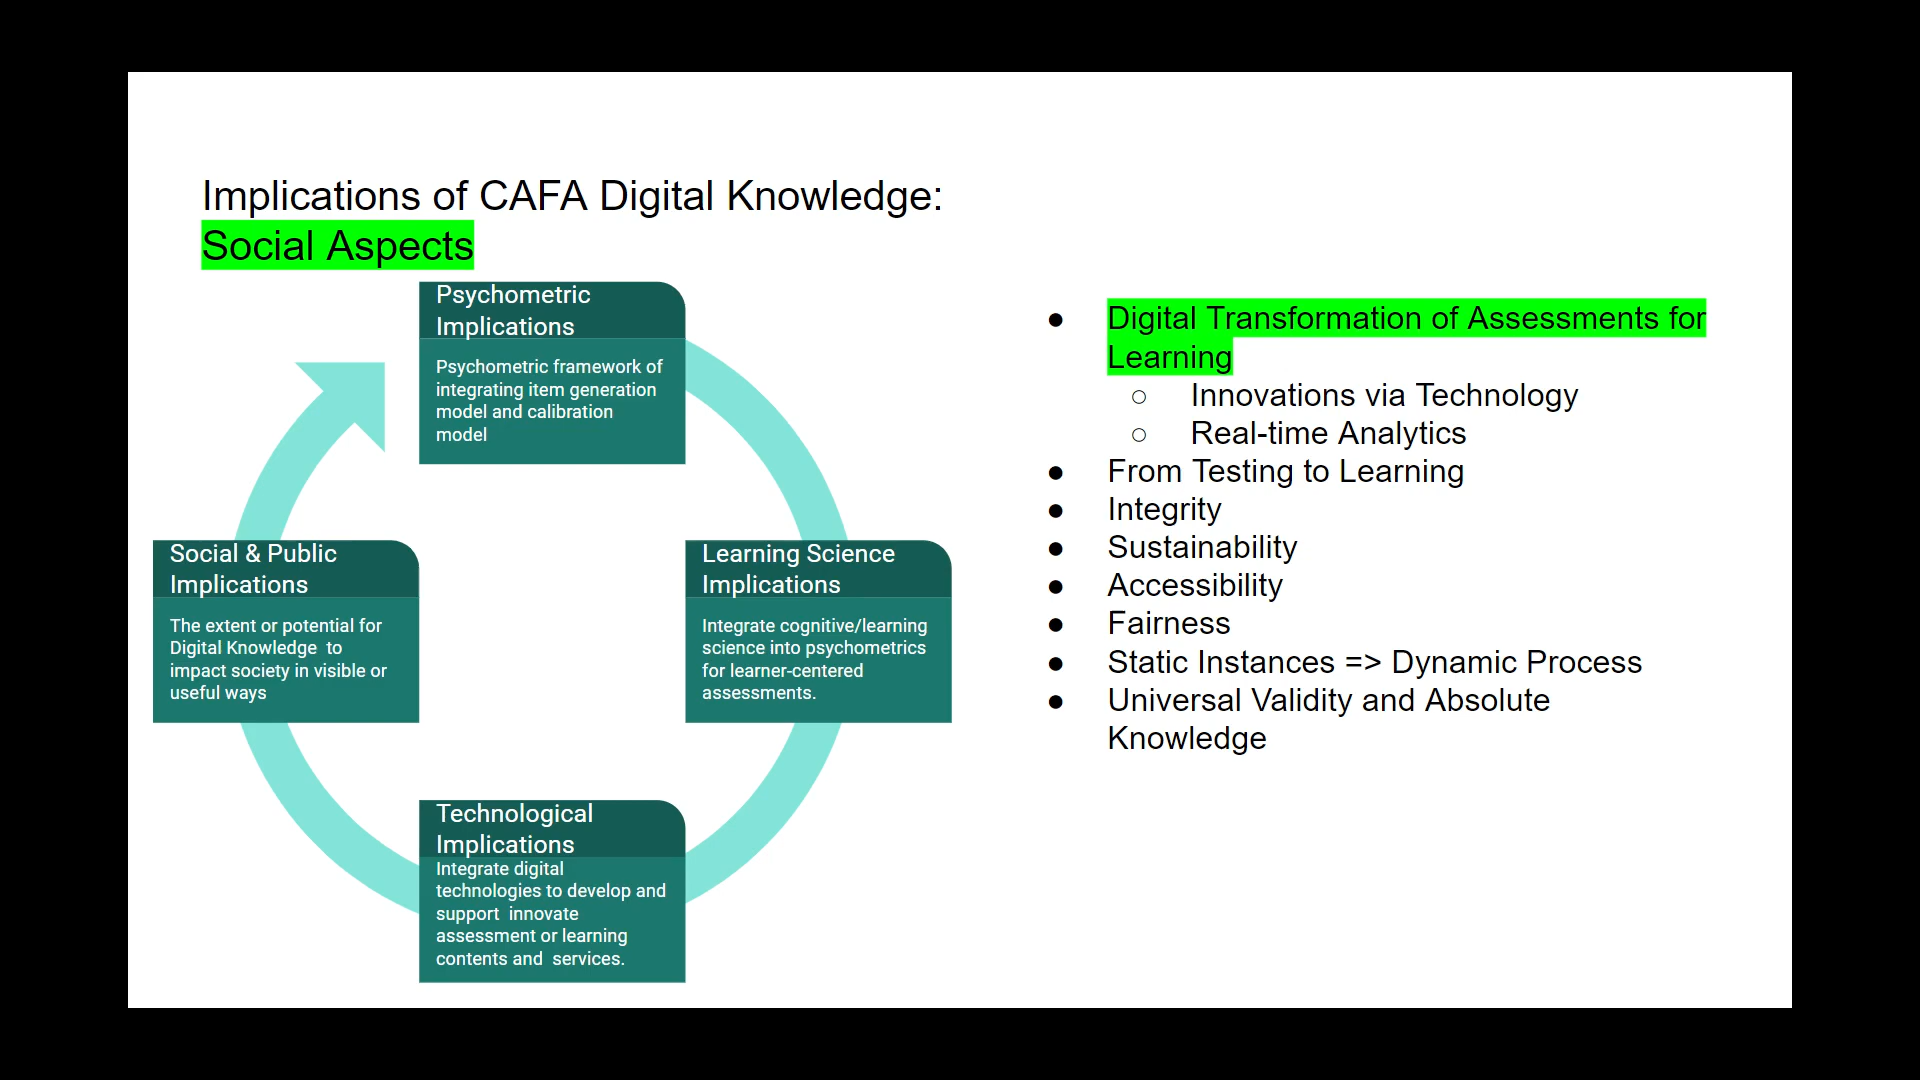 Implications of CAFA Digital Knowledge:
Social Aspects
Psychometric
Implications
Psychometric framework of
integrating item generation
model and calibration
model
Social & Public
Implications
The extent or potential for
Digital Knowledge  to
impact society in visible or
useful ways
Learning Science
Implications
Integrate cognitive/learning
science into psychometrics
for learner-centered
assessments.
Technological
Implications
Integrate digital
technologies to develop and
support  innovate
assessment or learning
contents and  services.
● Digital Transformation of Assessments for
Learning
○ Innovations via Technology
○ Real-time Analytics
● From Testing to Learning
● Integrity
● Sustainability
● Accessibility
● Fairness
● Static Instances => Dynamic Process
● Universal Validity and Absolute
Knowledge